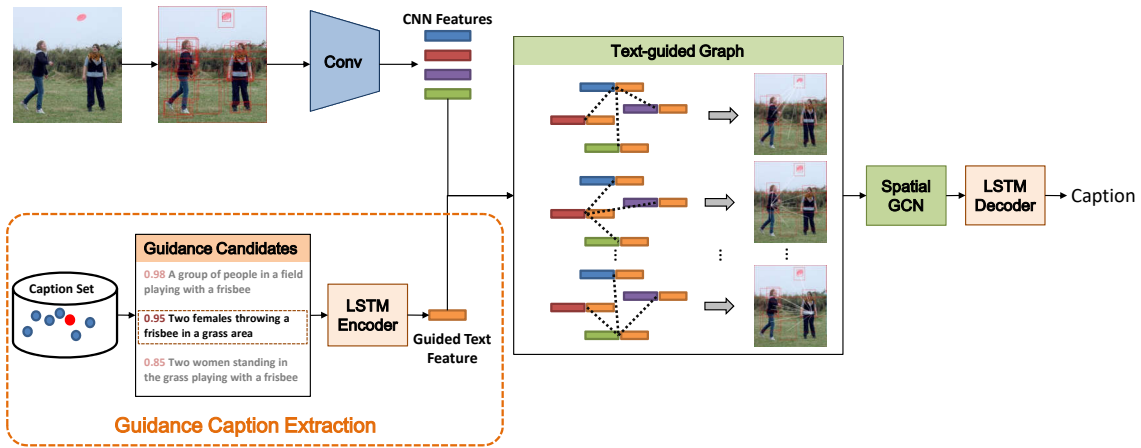 CNN Features
Conv
Text-guided Graph
Spatial
GCN
LSTM
Decoder
Caption
Guidance Candidates
Caption Set
0.98 A group of people in a field
playing with a frisbee
0.95 Two females throwing a
frisbee in a grass area
0.85 Two women standing in
the grass playing with a frisbee
LSTM
Encoder
Guided Text
Feature
Guidance Caption Extraction